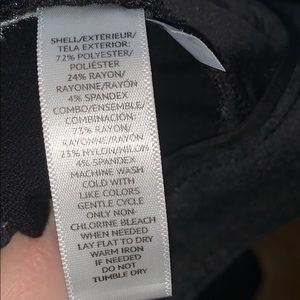 SHELL/EXTÉRIEUR/
TELA EXTERIOR:
72% POLYESTER/
POLIÉSTER
24% RAYON/
RAYONNE/RAYÓN
4% SPANDEX
COMBO/ENSEMBLE/
COMBINACIÓN:
73% RAYON/
RAYONNE/RAYÓN
23% NYLON/NILON
4% SPANDEX
MACHINE WASH
COLD WITH
LIKE COLORS
GENTLE CYCLE
ONLY NON-
CHLORINE BLEACH
WHEN NEEDED
LAY FLAT TO DRY
WARM IRON
IF NEEDED
DO NOT
TUMBLE DRY